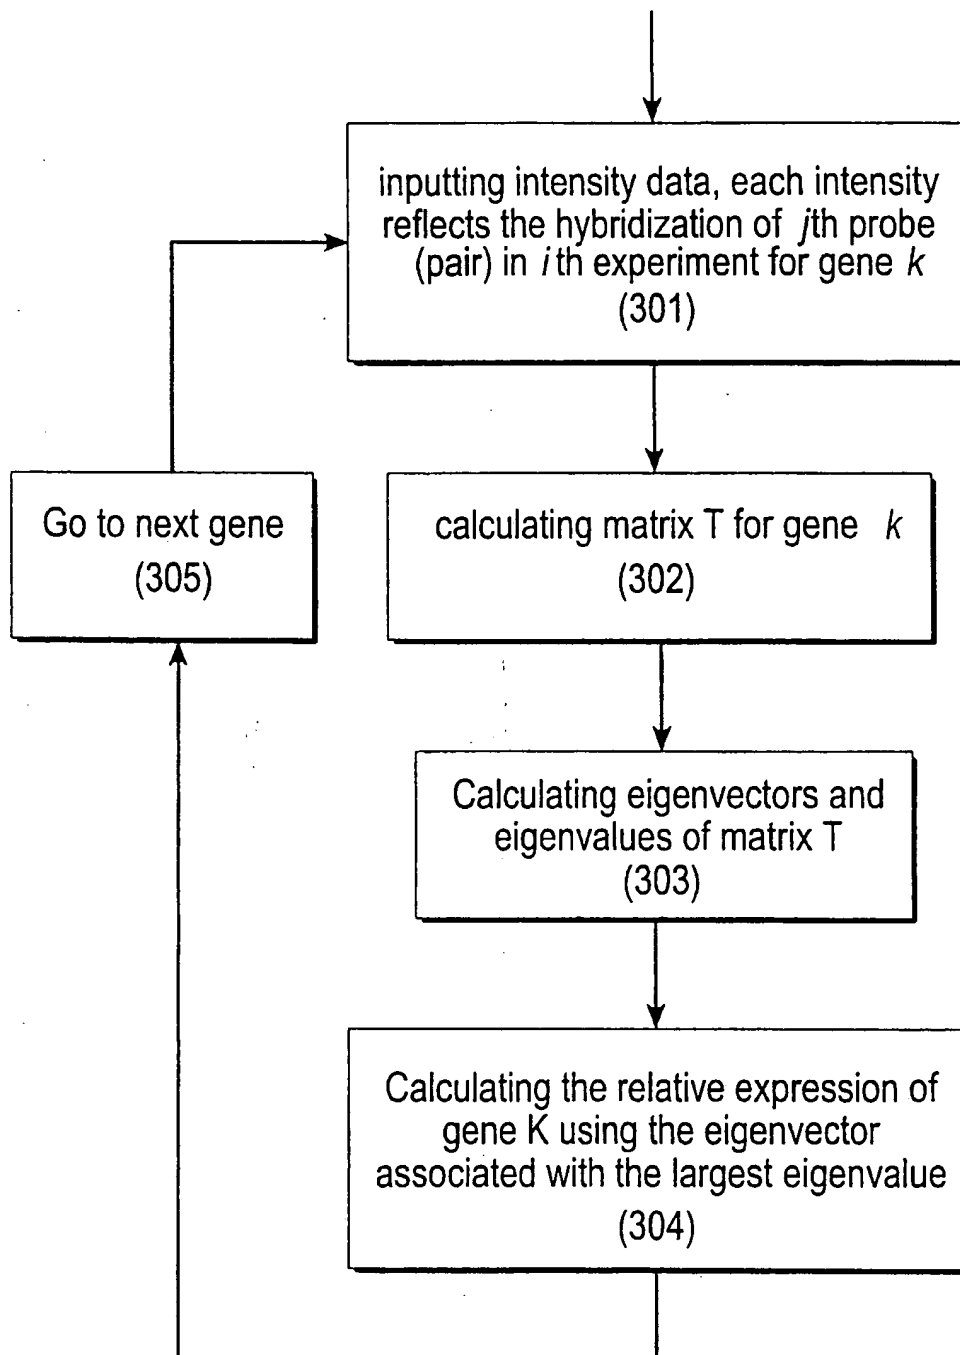 inputting intensity data, each intensity
reflects the hybridization of jth probe
(pair) in ith experiment for gene k
(301)
Go to next gene
(305)
calculating matrix T for gene k
(302)
Calculating eigenvectors and
eigenvalues of matrix T
(303)
Calculating the relative expression of
gene K using the eigenvector
associated with the largest eigenvalue
(304)